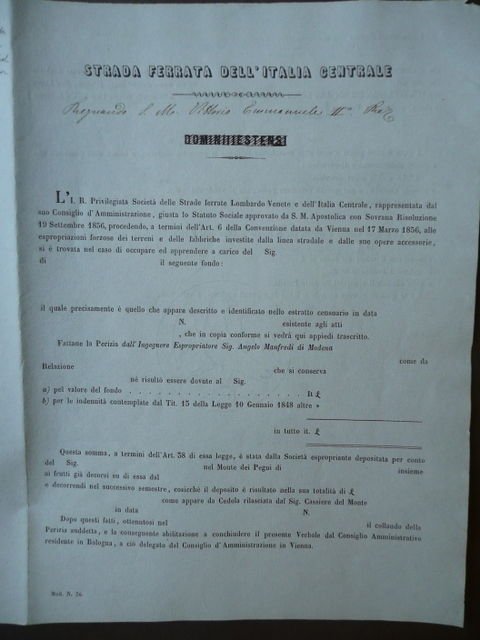 STRADA FERRATA DELL'ITALIA CENTRALE
Regnando S. M. Vittorio Emmanuele II° Re
DOMINII ESTENSI
L'I. R. Privilegiata Società delle Strade ferrate Lombardo Venete e dell'Italia Centrale, rappresentata dal
suo Consiglio d'Amministrazione, giusta lo Statuto Sociale approvato da S. M. Apostolica con Sovrana Risoluzione
19 Settembre 1856, procedendo, a termini dell'Art. 6 della Convenzione datata da Vienna nel 17 Marzo 1856, alle
espropriazioni forzose dei terreni e delle fabbriche investite dalla linea stradale e dalle sue opere accessorie,
si è trovata nel caso di occupare ed apprendere a carico del Sig.
di il seguente fondo:
il quale precisamente è quello che appare descritto e identificato nello estratto censuario in data
N. esistente agli atti
, che in copia conforme si vedrà qui appiedi trascritto.
Fattane la Perizia dall'Ingegnere Espropriatore Sig. Angelo Manfredi di Modena
come da
Relazione che si conserva
nè risultò essere dovute al Sig.
a) pel valore del fondo . . . . . . . . . . . . . . . . . . It. £
b) per le indennità contemplate dal Tit. 15 della Legge 10 Gennaio 1848 altre »
in tutto it. £
Questa somma, a termini dell'Art. 58 di essa legge, è stata dalla Società espropriante depositata per conto
del Sig. nel Monte dei Pegni di insieme
ai frutti già decorsi su di essa dal
e decorrendi nel successivo semestre, cosicchè il deposito è risultato nella sua totalità di £
come appare da Cedola rilasciata dal Sig. Cassiere del Monte
in data N.
Dopo questi fatti, ottenutosi nel il collaudo della
Perizia suddetta, e la conseguente abilitazione a conchiudere il presente Verbale dal Consiglio Amministrativo
residente in Bologna, a ciò delegato dal Consiglio d'Amministrazione in Vienna.
Mod. N. 26.